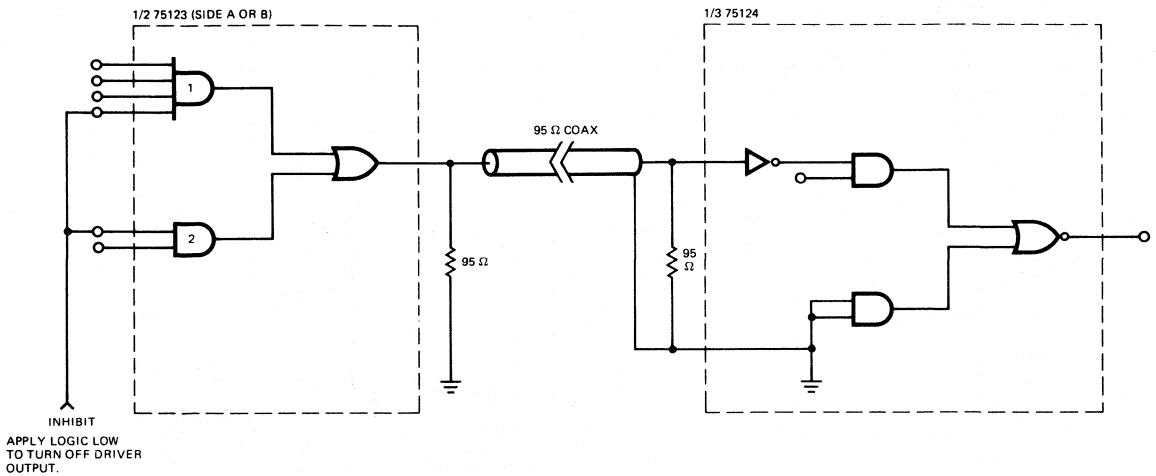 1/2 75123 (SIDE A OR B)
1/3 75124
1
95 Ω COAX
2
95 Ω
95
Ω
INHIBIT
APPLY LOGIC LOW
TO TURN OFF DRIVER
OUTPUT.